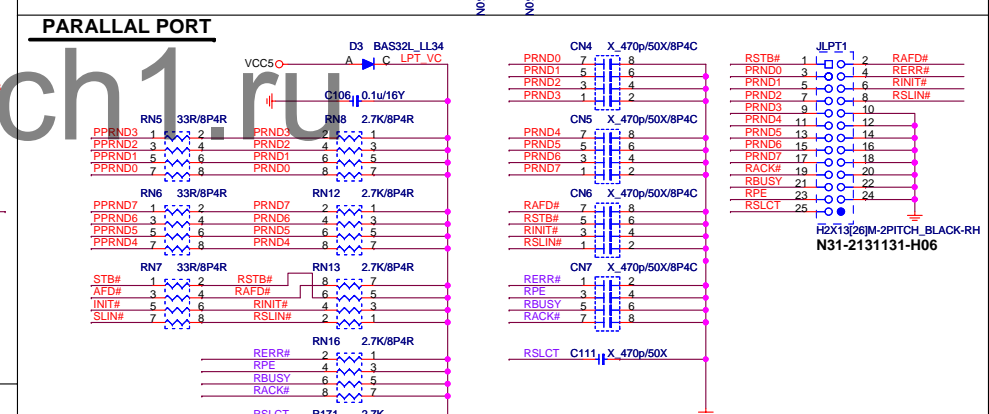 PARALLAL PORT
ch1.ru
D3 BAS32L_LL34
VCC5 A C LPT_VC
C106 0.1u/16Y
RN5 33R/8P4R RN8 2.7K/8P4R
PPRND3 1 2 PRND3 2 1
PPRND2 3 4 PRND2 4 3
PPRND1 5 6 PRND1 6 5
PPRND0 7 8 PRND0 8 7
RN6 33R/8P4R RN12 2.7K/8P4R
PPRND7 1 2 PRND7 2 1
PPRND6 3 4 PRND6 4 3
PPRND5 5 6 PRND5 6 5
PPRND4 7 8 PRND4 8 7
RN7 33R/8P4R RN13 2.7K/8P4R
STB# 1 2 RSTB# 8 7
AFD# 3 4 RAFD# 6 5
INIT# 5 6 RINIT# 4 3
SLIN# 7 8 RSLIN# 2 1
RN16 2.7K/8P4R
RERR# 2 1
RPE 4 3
RBUSY 6 5
RACK# 8 7
RSLCT R171 2.7K
CN4 X_470p/50X/8P4C
PRND0 7 8
PRND1 5 6
PRND2 3 4
PRND3 1 2
CN5 X_470p/50X/8P4C
PRND4 7 8
PRND5 5 6
PRND6 3 4
PRND7 1 2
CN6 X_470p/50X/8P4C
RAFD# 7 8
RSTB# 5 6
RINIT# 3 4
RSLIN# 1 2
CN7 X_470p/50X/8P4C
RERR# 1 2
RPE 3 4
RBUSY 5 6
RACK# 7 8
RSLCT C111 X_470p/50X
JLPT1
RSTB# 1 2 RAFD#
PRND0 3 4 RERR#
PRND1 5 6 RINIT#
PRND2 7 8 RSLIN#
PRND3 9 10
PRND4 11 12
PRND5 13 14
PRND6 15 16
PRND7 17 18
RACK# 19 20
RBUSY 21 22
RPE 23 24
RSLCT 25
H2X13[26]M-2PITCH_BLACK-RH
N31-2131131-H06